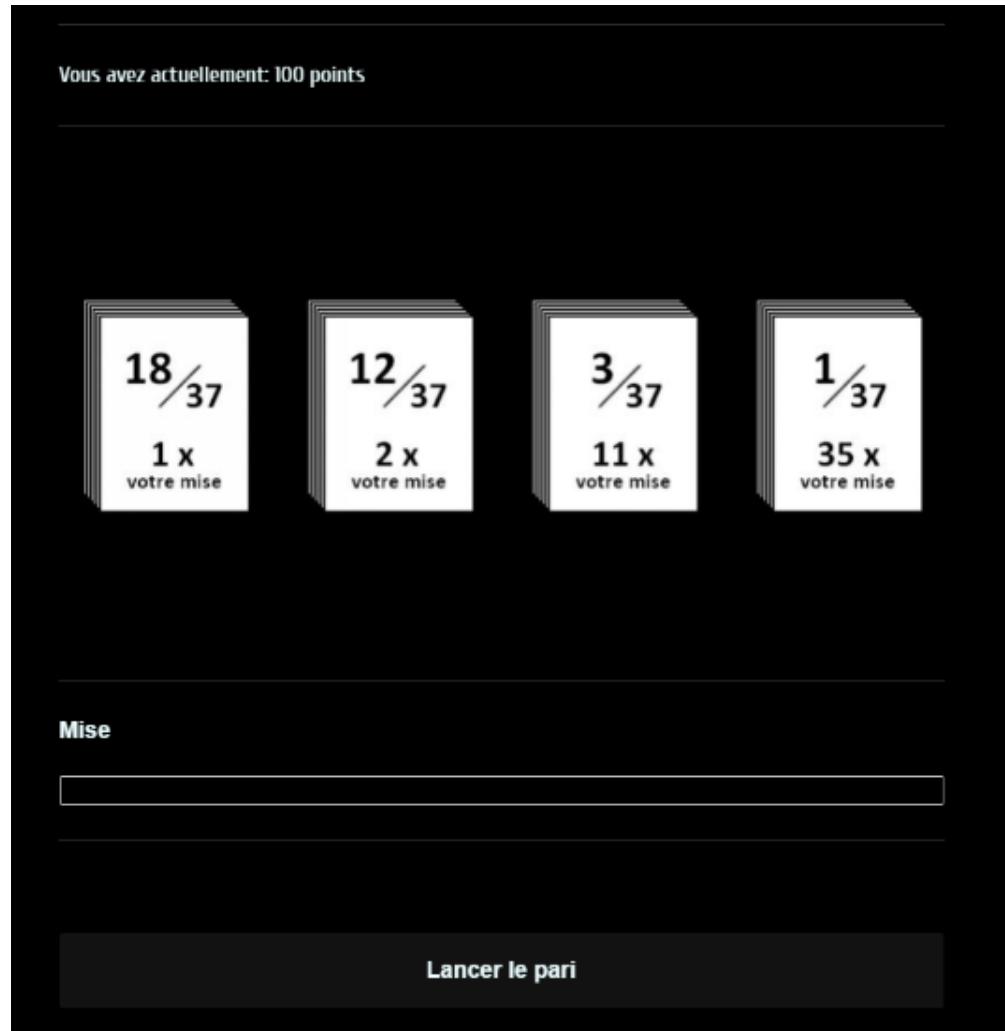 Vous avez actuellement: 100 points
18/37
1 x
votre mise
12/37
2 x
votre mise
3/37
11 x
votre mise
1/37
35 x
votre mise
Mise
Lancer le pari